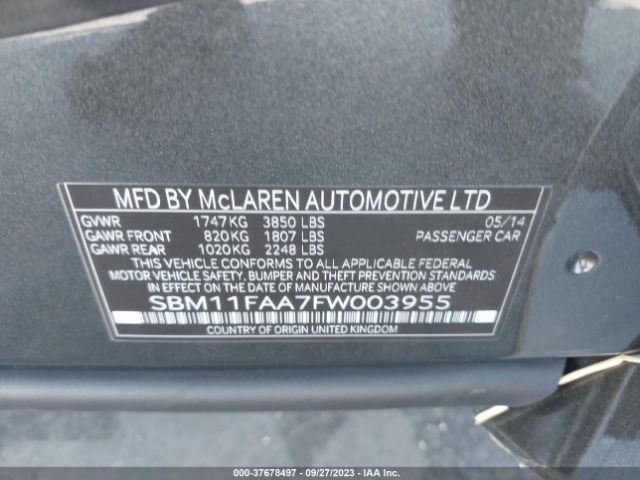 MFD BY McLAREN AUTOMOTIVE LTD
GVWR 1747KG 3850 LBS 05/14
GAWR FRONT 820KG 1807 LBS PASSENGER CAR
GAWR REAR 1020KG 2248 LBS
THIS VEHICLE CONFORMS TO ALL APPLICABLE FEDERAL
MOTOR VEHICLE SAFETY, BUMPER AND THEFT PREVENTION STANDARDS
IN EFFECT ON THE DATE OF MANUFACTURE SHOWN ABOVE
SBM11FAA7FW003955
COUNTRY OF ORIGIN UNITED KINGDOM
000-37678497 - 09/27/2023 - IAA Inc.